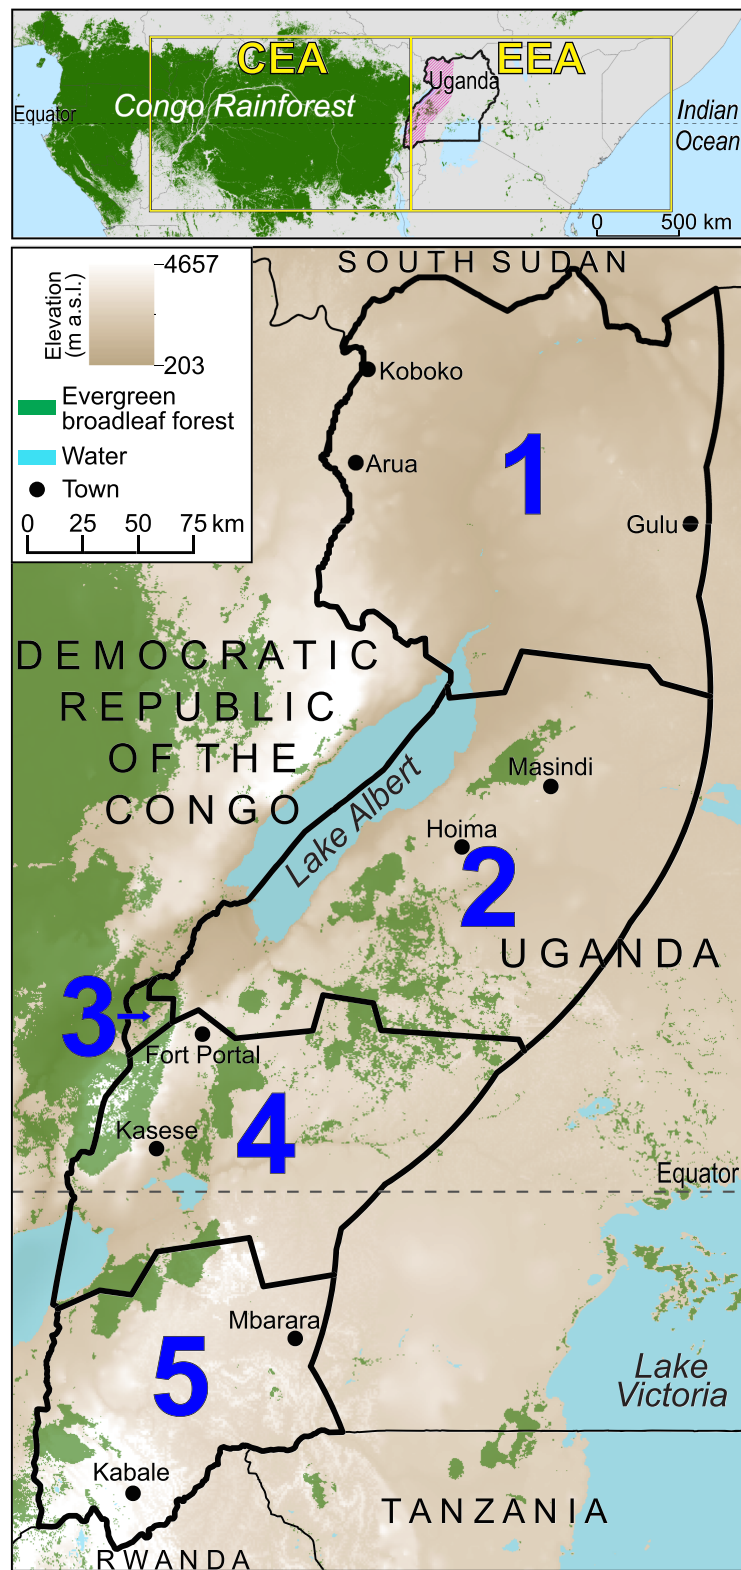 CEA
EEA
Uganda
Congo Rainforest
Equator
Indian
Ocean
0 500 km
SOUTH SUDAN
Elevation
(m a.s.l.)
4657
203
Evergreen
broadleaf forest
Water
Town
0 25 50 75 km
Koboko
Arua
1
Gulu
DEMOCRATIC
REPUBLIC
OF THE
CONGO
Lake Albert
Masindi
Hoima
2
UGANDA
3
Fort Portal
Kasese
4
Equator
Mbarara
5
Lake
Victoria
Kabale
TANZANIA
RWANDA